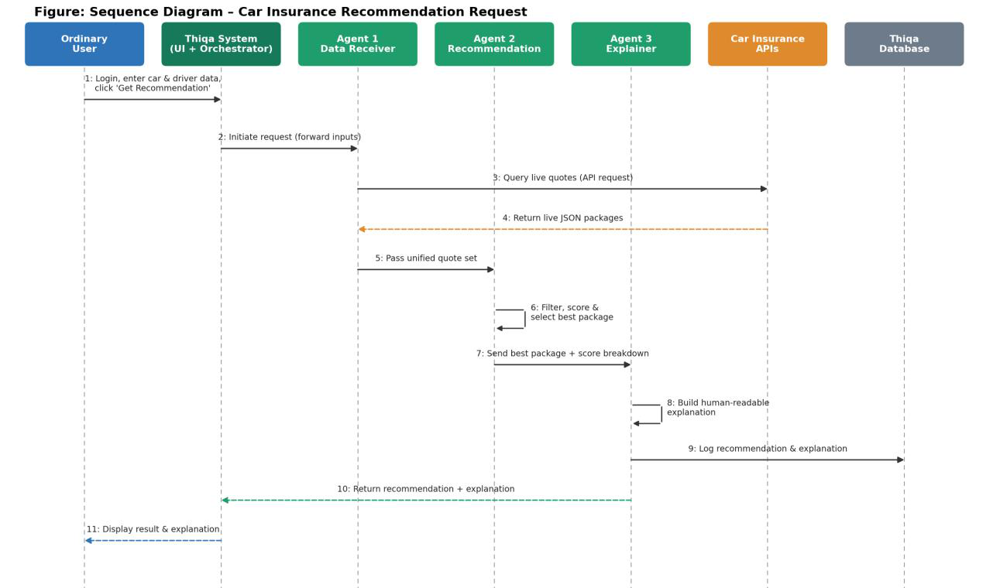 Figure: Sequence Diagram – Car Insurance Recommendation Request
Ordinary
User
Thiqa System
(UI + Orchestrator)
Agent 1
Data Receiver
Agent 2
Recommendation
Agent 3
Explainer
Car Insurance
APIs
Thiqa
Database
1: Login, enter car & driver data,
click 'Get Recommendation'
2: Initiate request (forward inputs)
3: Query live quotes (API request)
4: Return live JSON packages
5: Pass unified quote set
6: Filter, score &
select best package
7: Send best package + score breakdown
8: Build human-readable
explanation
9: Log recommendation & explanation
10: Return recommendation + explanation
11: Display result & explanation